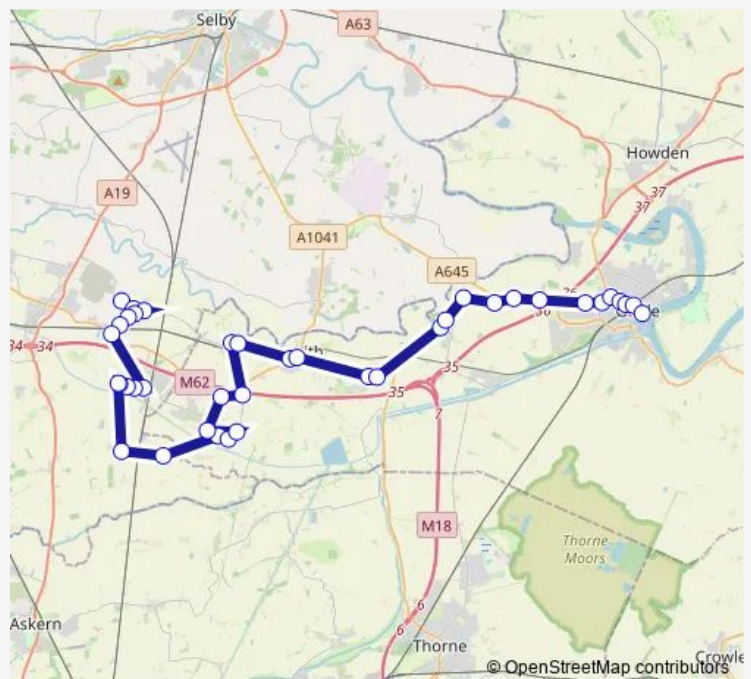 Selby
A63
Howden
37
37
A19
A1041
A645
36
36
34
34
M62
35
35
7
M18
Thorne
Moors
6
6
Askern
Thorne
Crowle
© OpenStreetMap contributors